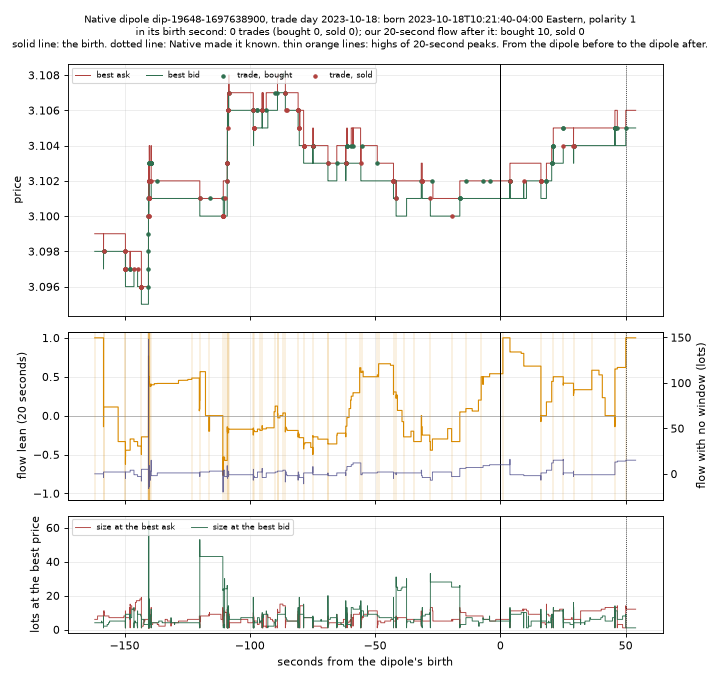 Native dipole dip-19648-1697638900, trade day 2023-10-18: born 2023-10-18T10:21:40-04:00 Eastern, polarity 1
in its birth second: 0 trades (bought 0, sold 0); our 20-second flow after it: bought 10, sold 0
solid line: the birth. dotted line: Native made it known. thin orange lines: highs of 20-second peaks. From the dipole before to the dipole after.
best ask
best bid
trade, bought
trade, sold
3.108
3.106
3.104
3.102
3.100
3.098
3.096
price
1.0
0.5
0.0
−0.5
−1.0
flow lean (20 seconds)
150
100
50
0
flow with no window (lots)
size at the best ask
size at the best bid
60
40
20
0
lots at the best price
−150
−100
−50
0
50
seconds from the dipole's birth